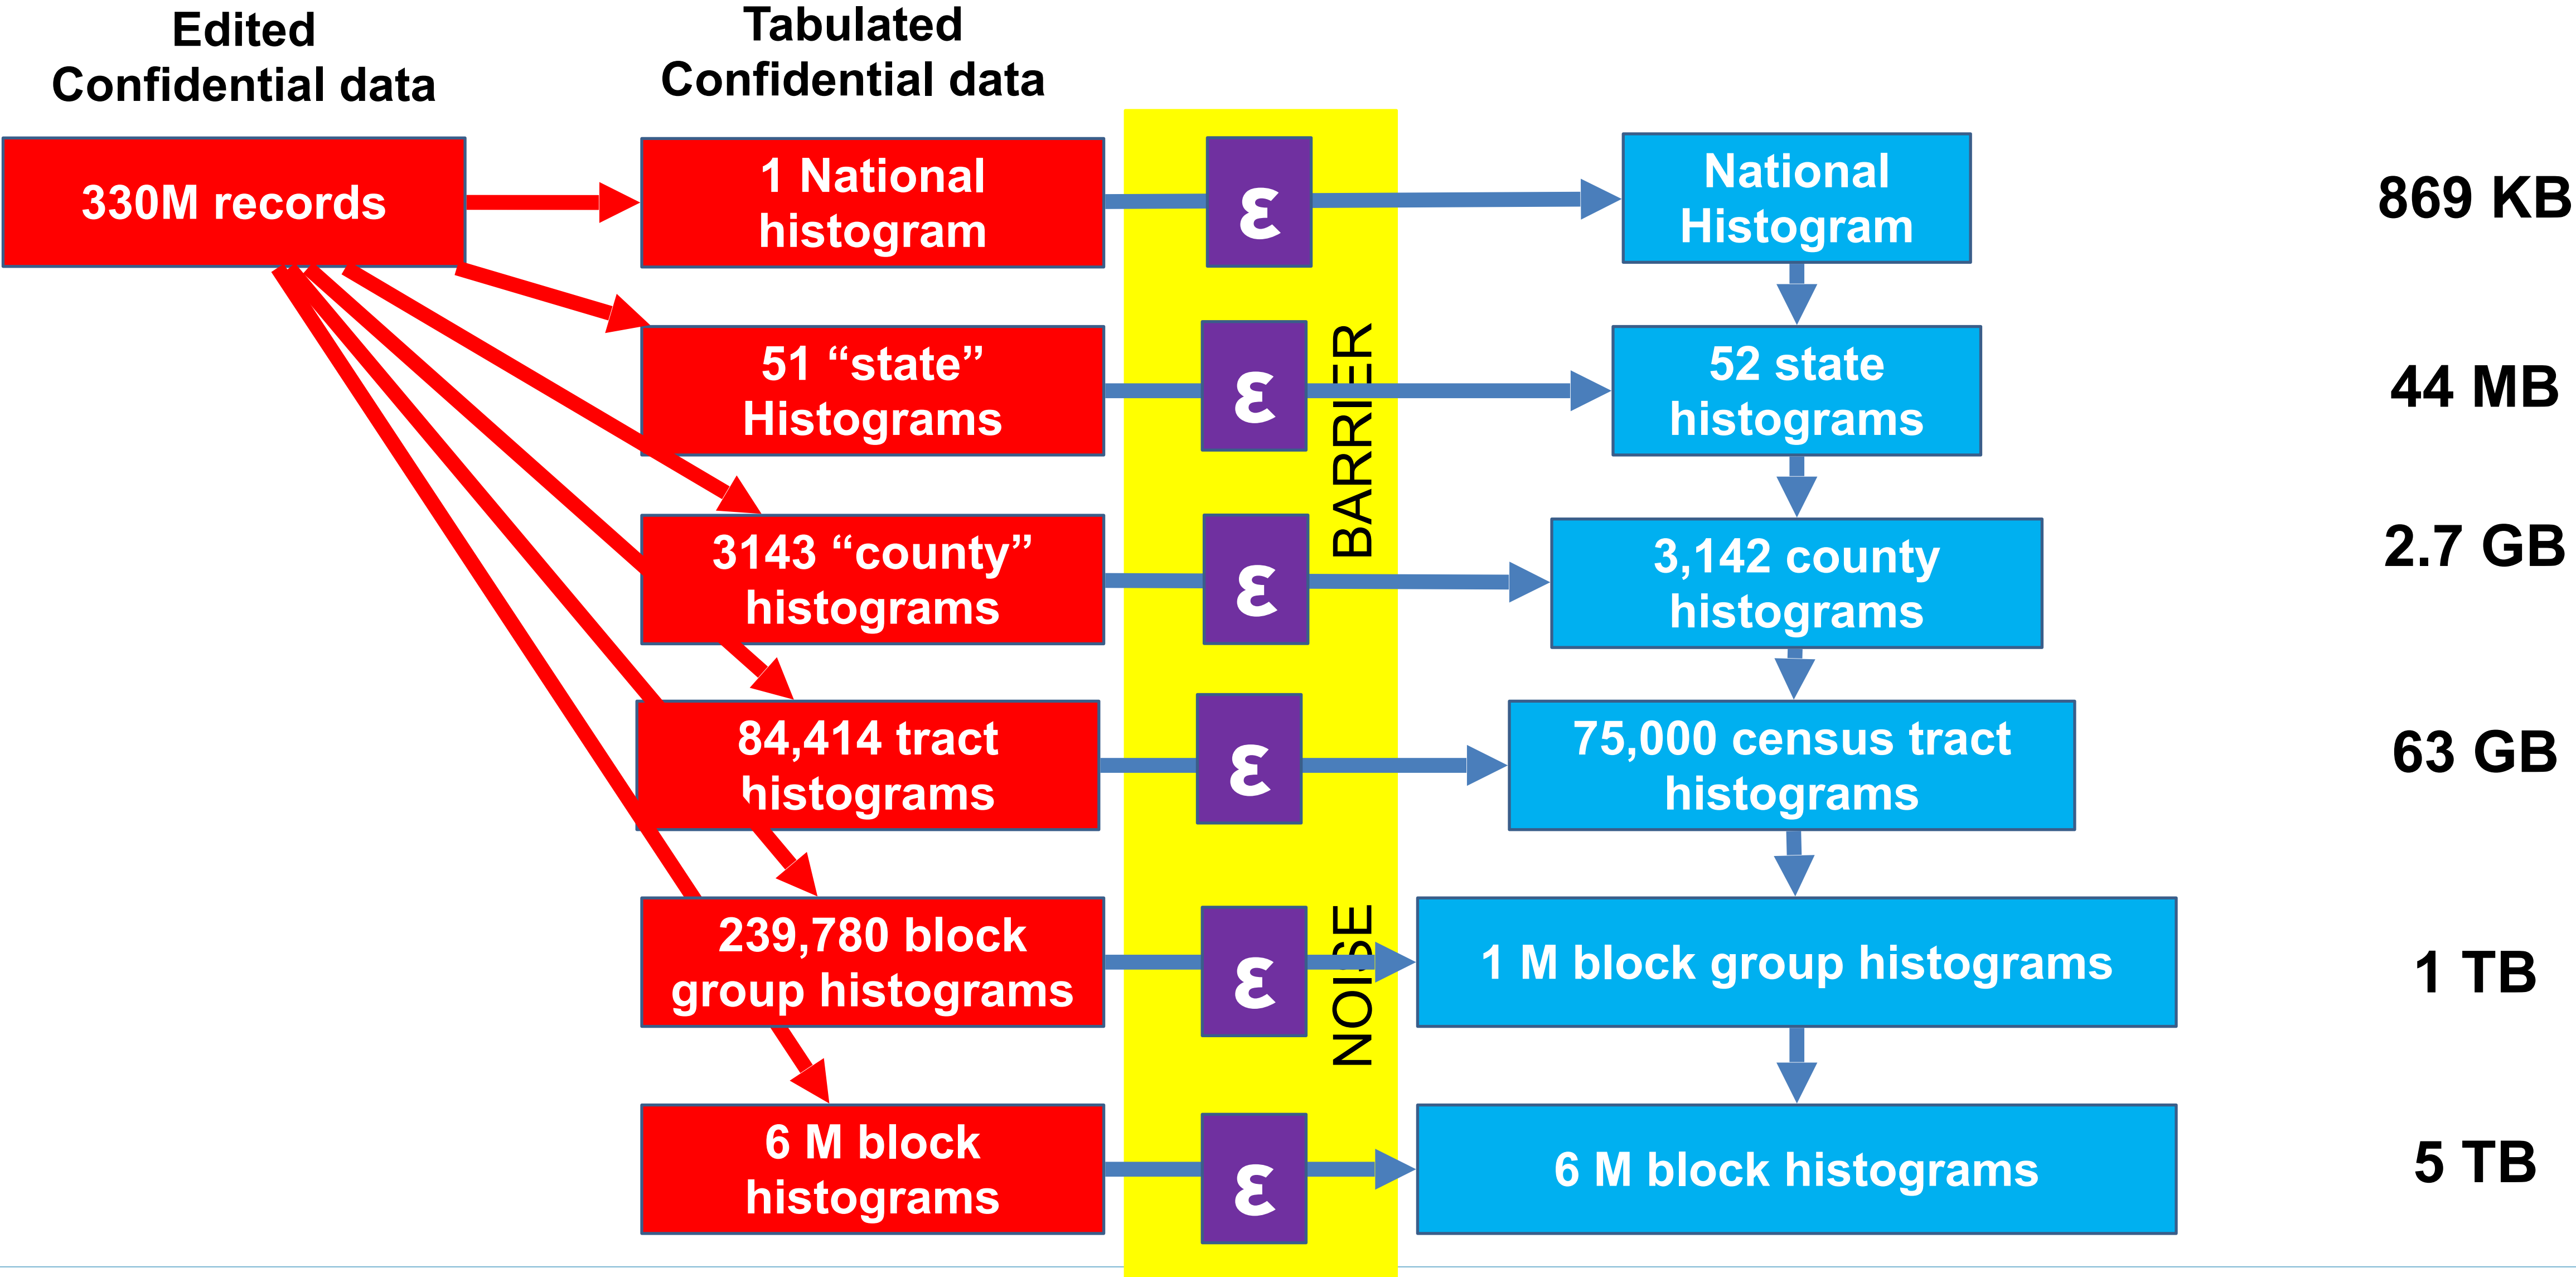 Edited
Confidential data
Tabulated
Confidential data
330M records
1 National
histogram
ε
National
Histogram
869 KB
51 “state”
Histograms
ε
52 state
histograms
44 MB
3143 “county”
histograms
ε
3,142 county
histograms
2.7 GB
84,414 tract
histograms
ε
75,000 census tract
histograms
63 GB
239,780 block
group histograms
ε
1 M block group histograms
1 TB
6 M block
histograms
ε
6 M block histograms
5 TB
NOISE BARRIER